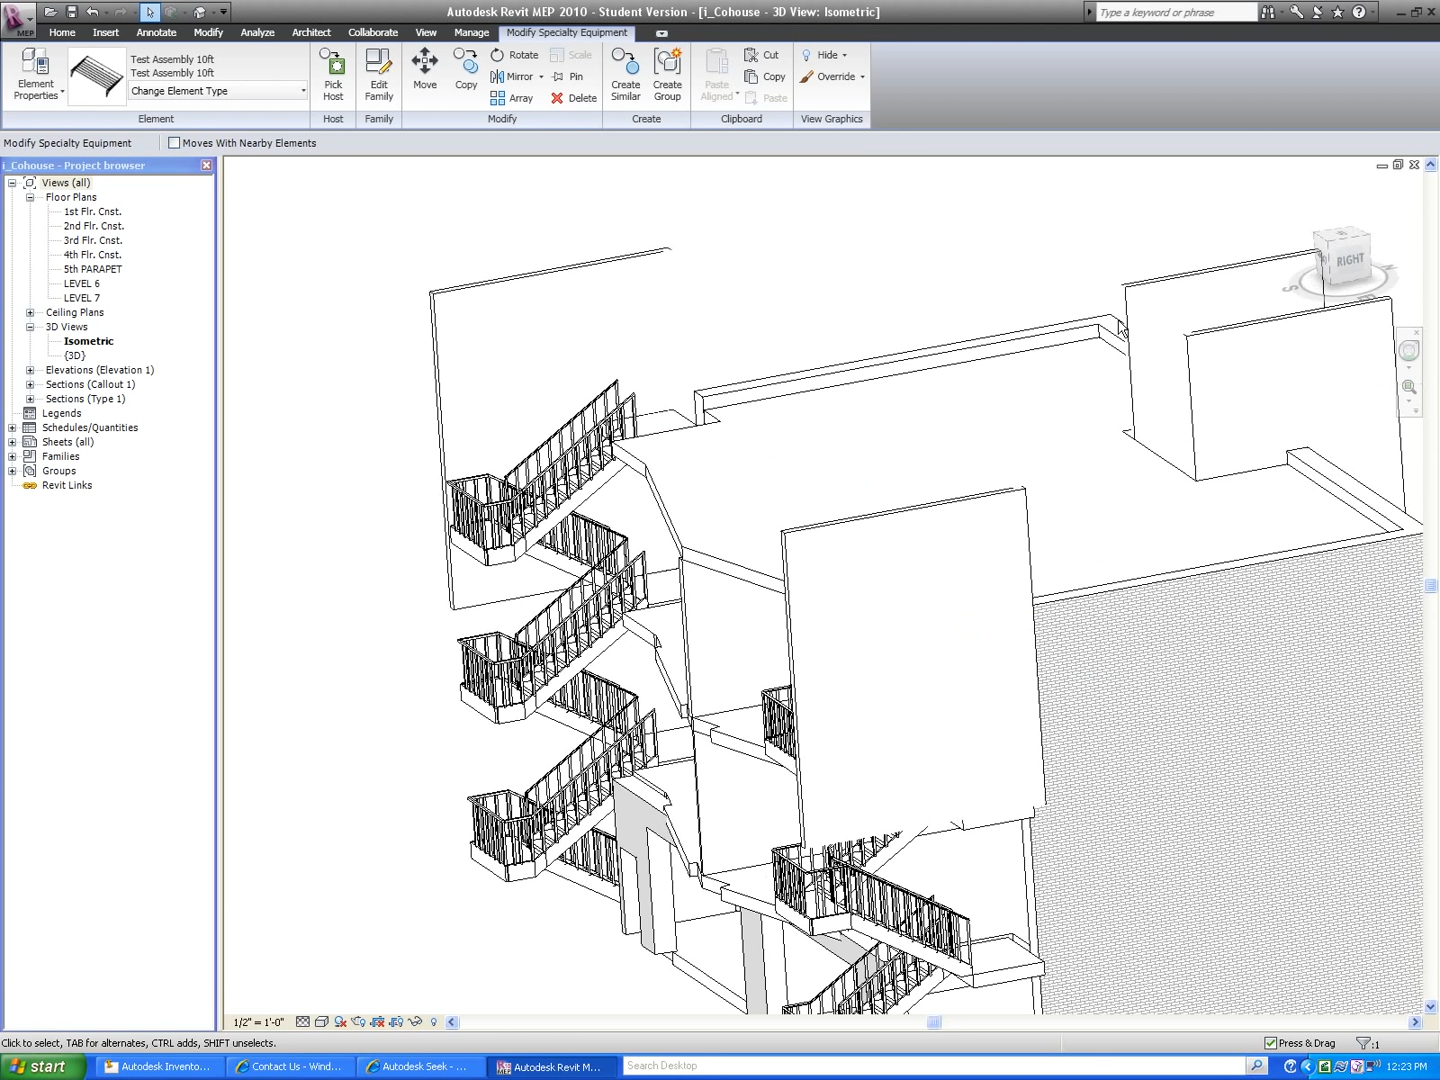 Autodesk Revit MEP 2010 - Student Version - [i_Cohouse - 3D View: Isometric]
Type a keyword or phrase
MEP
Home Insert Annotate Modify Analyze Architect Collaborate View Manage Modify Specialty Equipment
Element Properties
Test Assembly 10ft
Test Assembly 10ft
Change Element Type
Pick Host
Edit Family
Move
Copy
Rotate
Mirror
Array
Scale
Pin
Delete
Create Similar
Create Group
Paste Aligned
Cut
Copy
Paste
Hide
Override
Element Host Family Modify Create Clipboard View Graphics
Modify Specialty Equipment Moves With Nearby Elements
i_Cohouse - Project browser
Views (all)
Floor Plans
1st Flr. Cnst.
2nd Flr. Cnst.
3rd Flr. Cnst.
4th Flr. Cnst.
5th PARAPET
LEVEL 6
LEVEL 7
Ceiling Plans
3D Views
Isometric
{3D}
Elevations (Elevation 1)
Sections (Callout 1)
Sections (Type 1)
Legends
Schedules/Quantities
Sheets (all)
Families
Groups
Revit Links
RIGHT
S
1/2" = 1'-0"
Click to select, TAB for alternates, CTRL adds, SHIFT unselects.
Press & Drag
:1
start
Autodesk Invento...
Contact Us - Wind...
Autodesk Seek - ...
Autodesk Revit M...
Search Desktop
12:23 PM